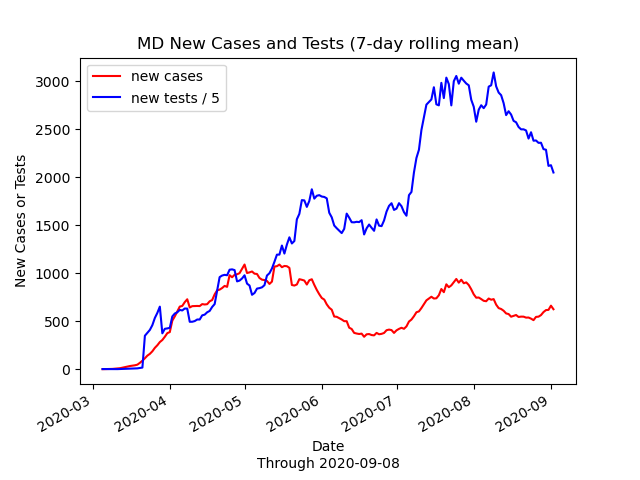 MD New Cases and Tests (7-day rolling mean)
new cases
new tests / 5
3000
2500
2000
1500
1000
500
0
New Cases or Tests
2020-03
2020-04
2020-05
2020-06
2020-07
2020-08
2020-09
Date
Through 2020-09-08